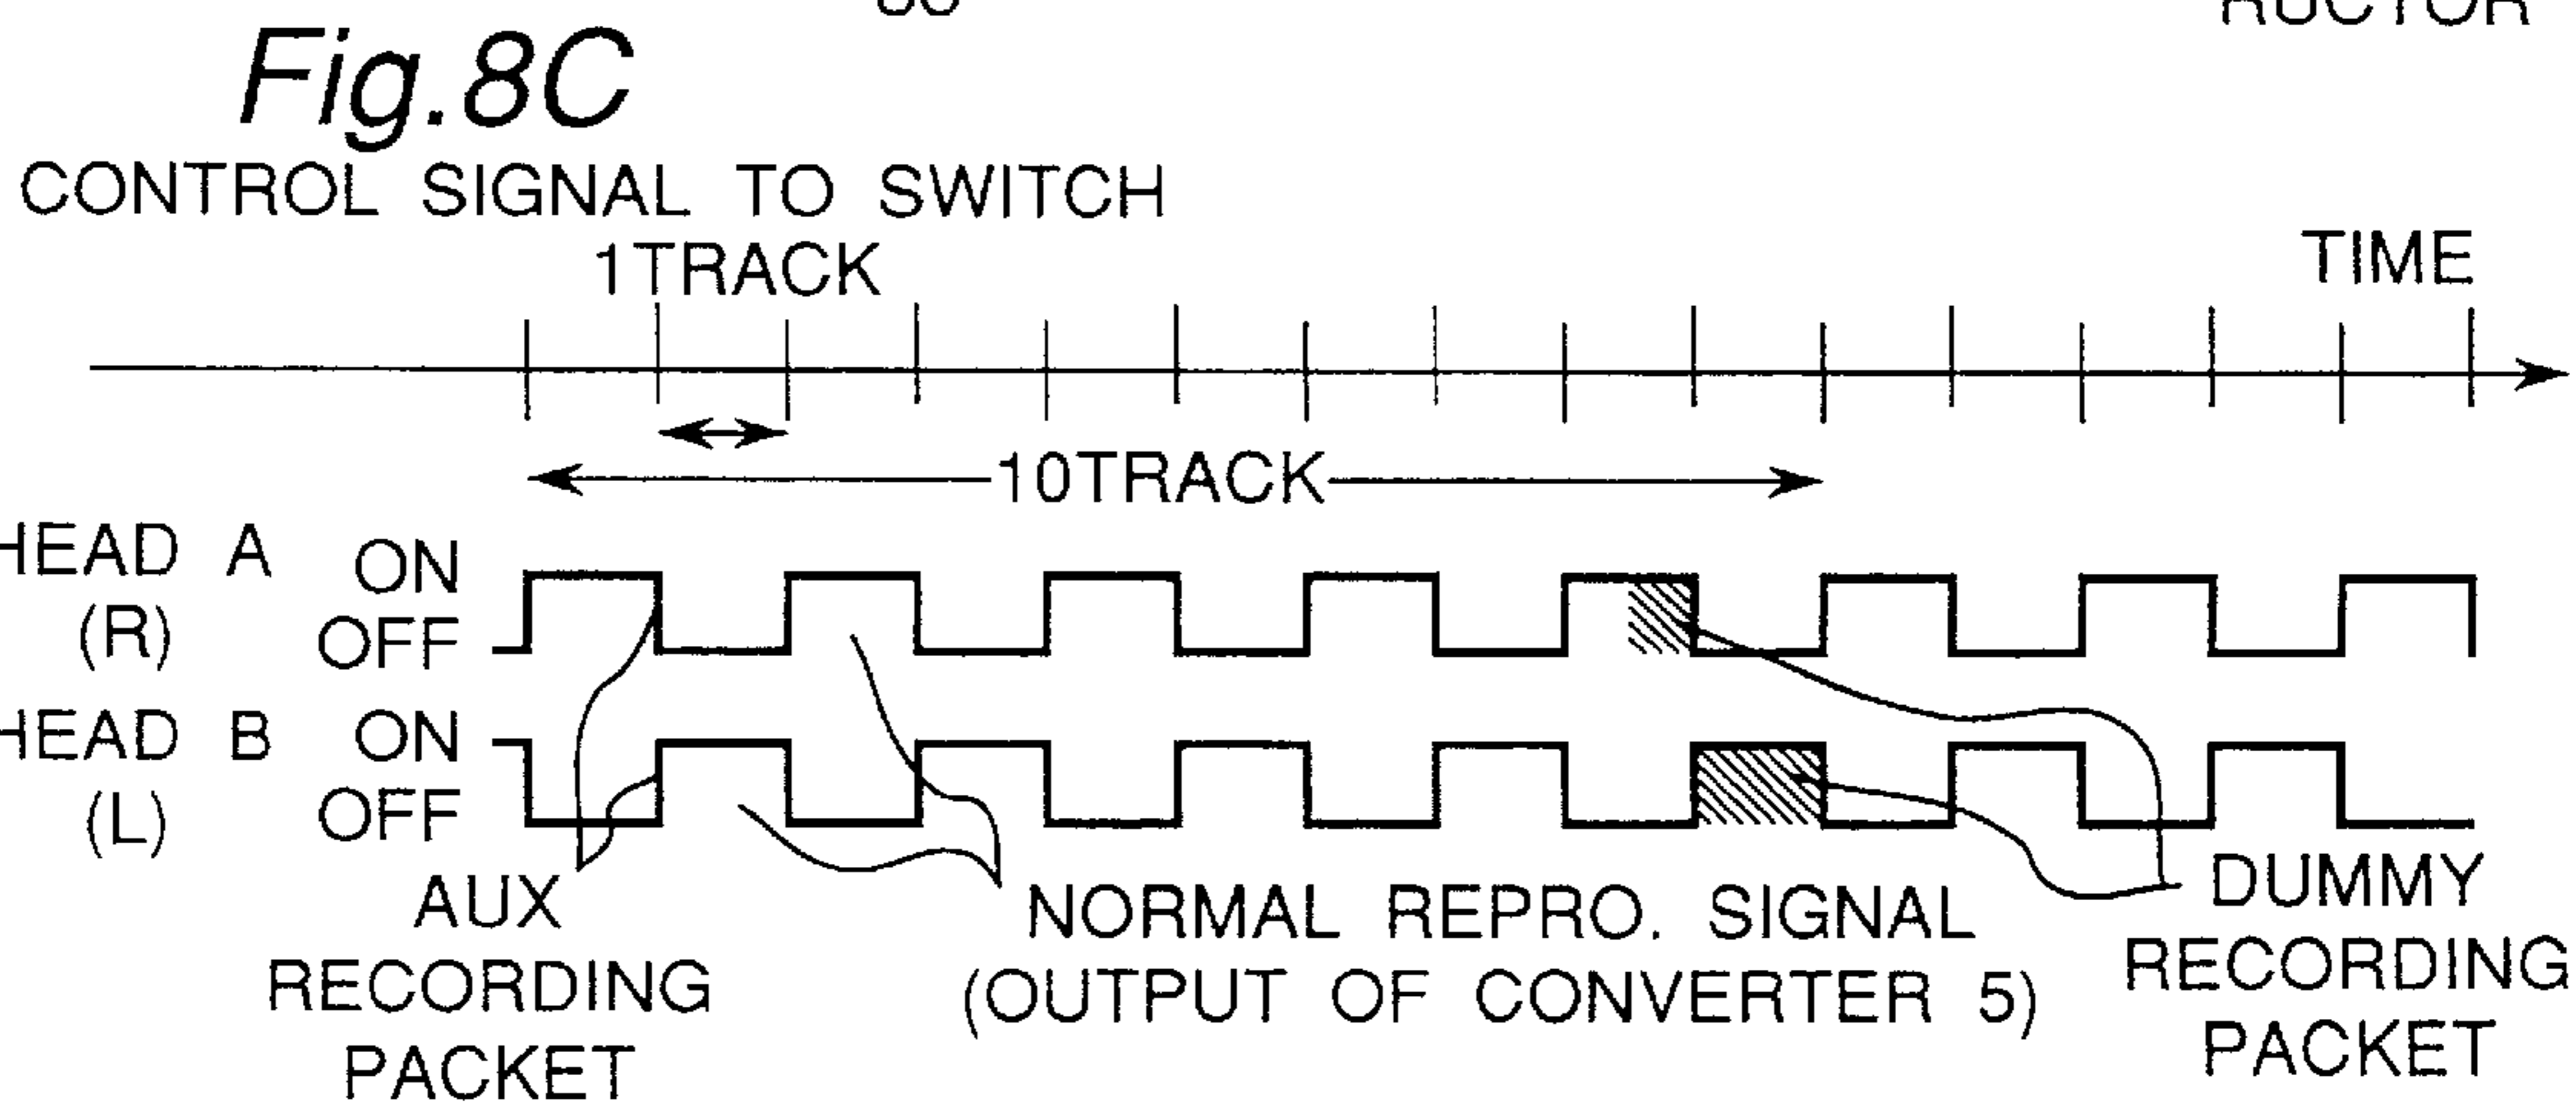 Fig.8C
CONTROL SIGNAL TO SWITCH
1TRACK
TIME
10TRACK
HEAD A
(R)
ON
OFF
HEAD B
(L)
ON
OFF
AUX
RECORDING
PACKET
NORMAL REPRO. SIGNAL
(OUTPUT OF CONVERTER 5)
DUMMY
RECORDING
PACKET